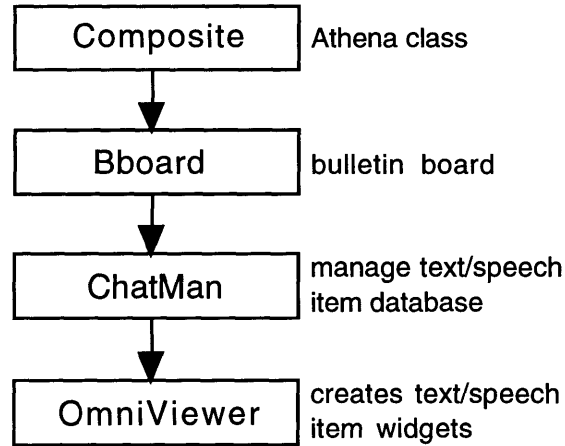 Composite
Athena class
Bboard
bulletin board
ChatMan
manage text/speech
item database
OmniViewer
creates text/speech
item widgets